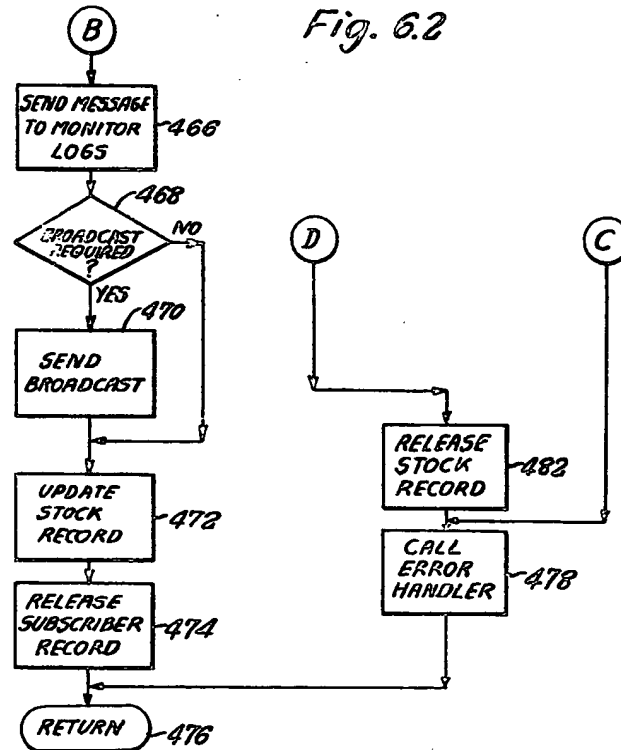 Fig. 6.2
B
SEND MESSAGE
TO MONITOR
LOGS
466
468
BROADCAST
REQUIRED
?
NO
YES
470
SEND
BROADCAST
UPDATE
STOCK
RECORD
472
RELEASE
SUBSCRIBER
RECORD
474
RETURN
476
D
C
RELEASE
STOCK
RECORD
482
CALL
ERROR
HANDLER
478